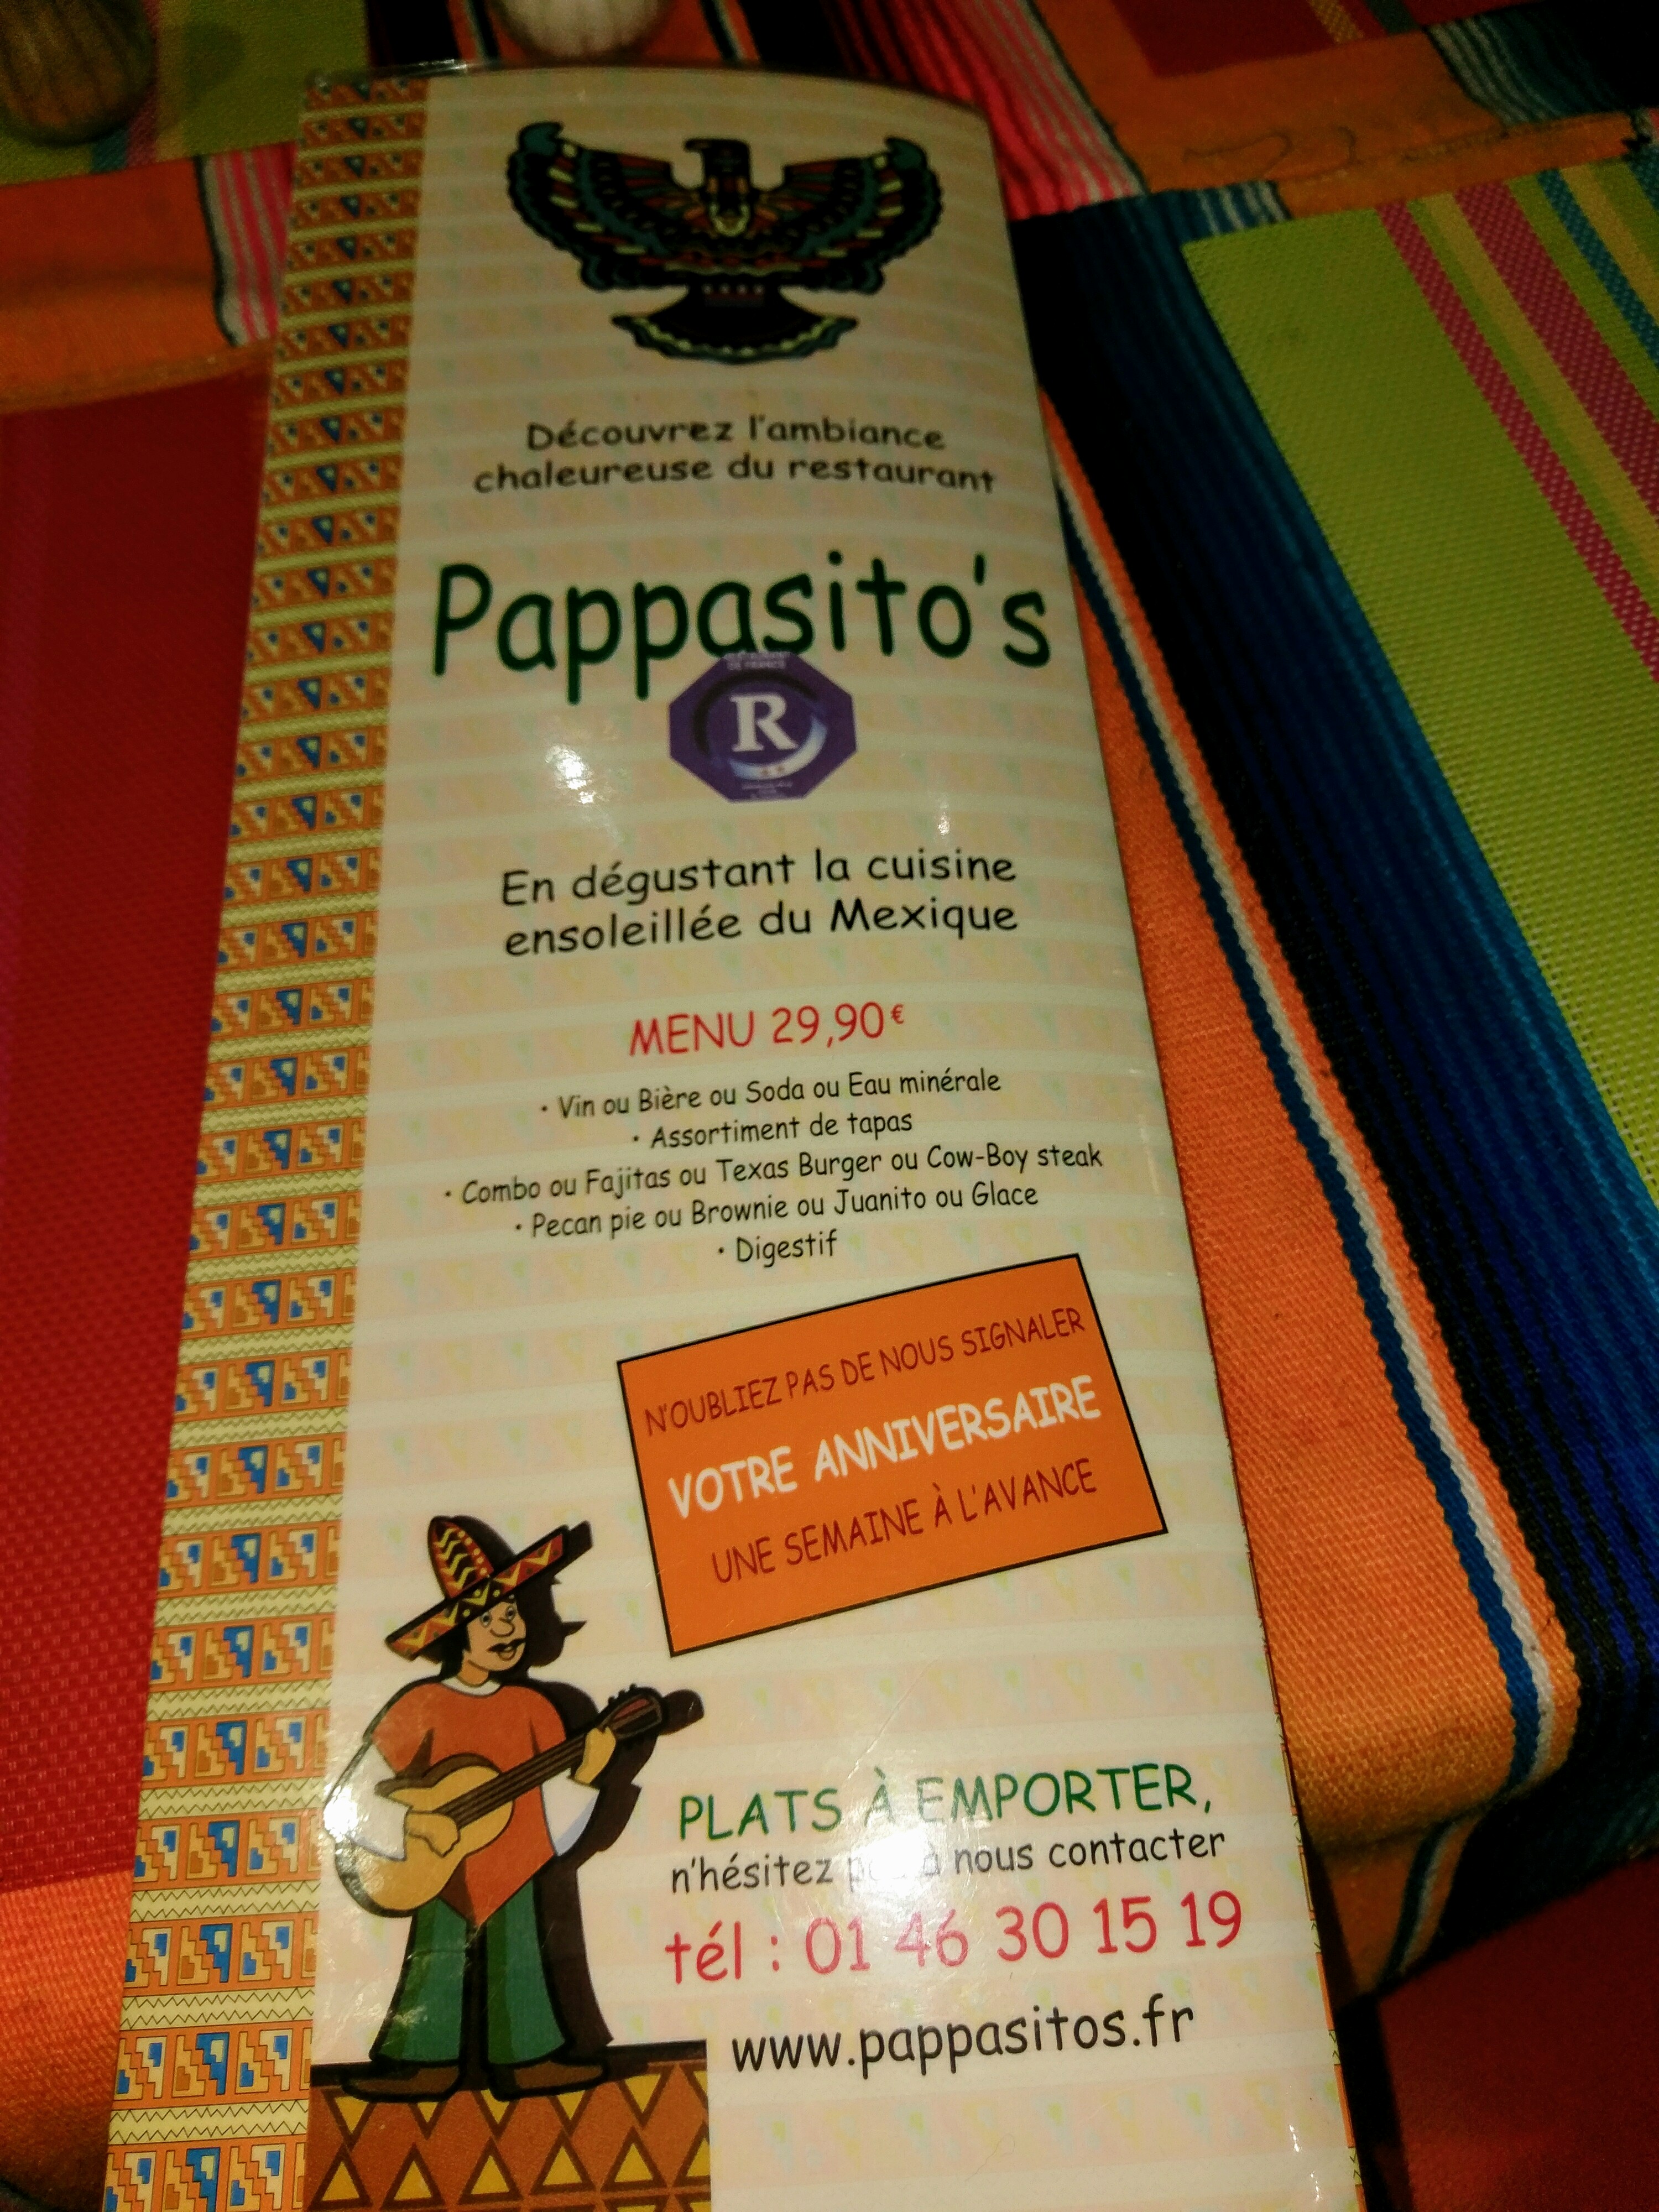 Découvrez l'ambiance
chaleureuse du restaurant
Pappasito's
DE FRANCE
R
En dégustant la cuisine
ensoleillée du Mexique
MENU 29,90€
• Vin ou Bière ou Soda ou Eau minérale
• Assortiment de tapas
• Combo ou Fajitas ou Texas Burger ou Cow-Boy steak
• Pecan pie ou Brownie ou Juanito ou Glace
• Digestif
N'OUBLIEZ PAS DE NOUS SIGNALER
VOTRE ANNIVERSAIRE
UNE SEMAINE À L'AVANCE
PLATS À EMPORTER,
n'hésitez pas à nous contacter
tél : 01 46 30 15 19
www.pappasitos.fr